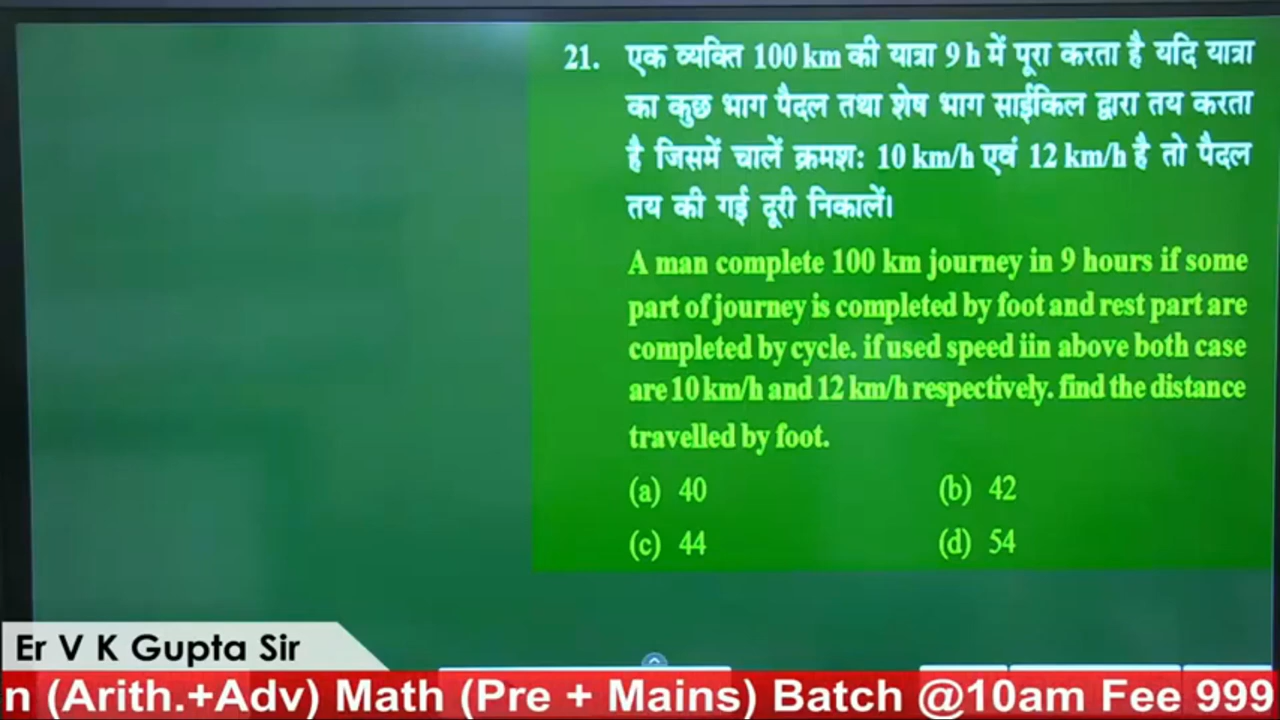 21. एक व्यक्ति 100 km की यात्रा 9 h में पूरा करता है यदि यात्रा
का कुछ भाग पैदल तथा शेष भाग साईकिल द्वारा तय करता
है जिसमें चालें क्रमश: 10 km/h एवं 12 km/h है तो पैदल
तय की गई दूरी निकालें।
A man complete 100 km journey in 9 hours if some
part of journey is completed by foot and rest part are
completed by cycle. if used speed iin above both case
are 10 km/h and 12 km/h respectively. find the distance
travelled by foot.
(a) 40 (b) 42
(c) 44 (d) 54
Er V K Gupta Sir
n (Arith.+Adv) Math (Pre + Mains) Batch @10am Fee 999